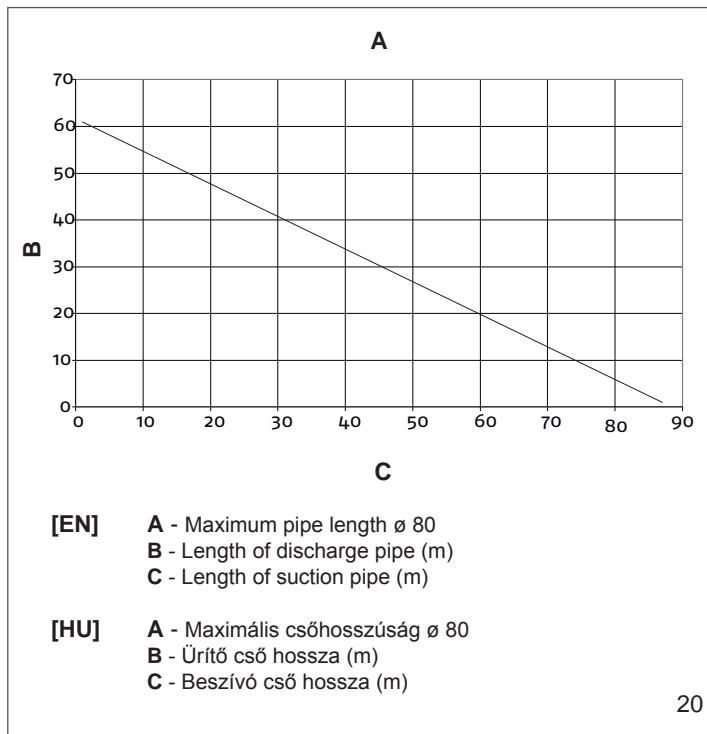 A
70
60
50
40
30
20
10
0
B
0 10 20 30 40 50 60 70 80 90
C
[EN] A - Maximum pipe length ø 80
B - Length of discharge pipe (m)
C - Length of suction pipe (m)
[HU] A - Maximális csőhosszúság ø 80
B - Ürítő cső hossza (m)
C - Beszívó cső hossza (m)
20